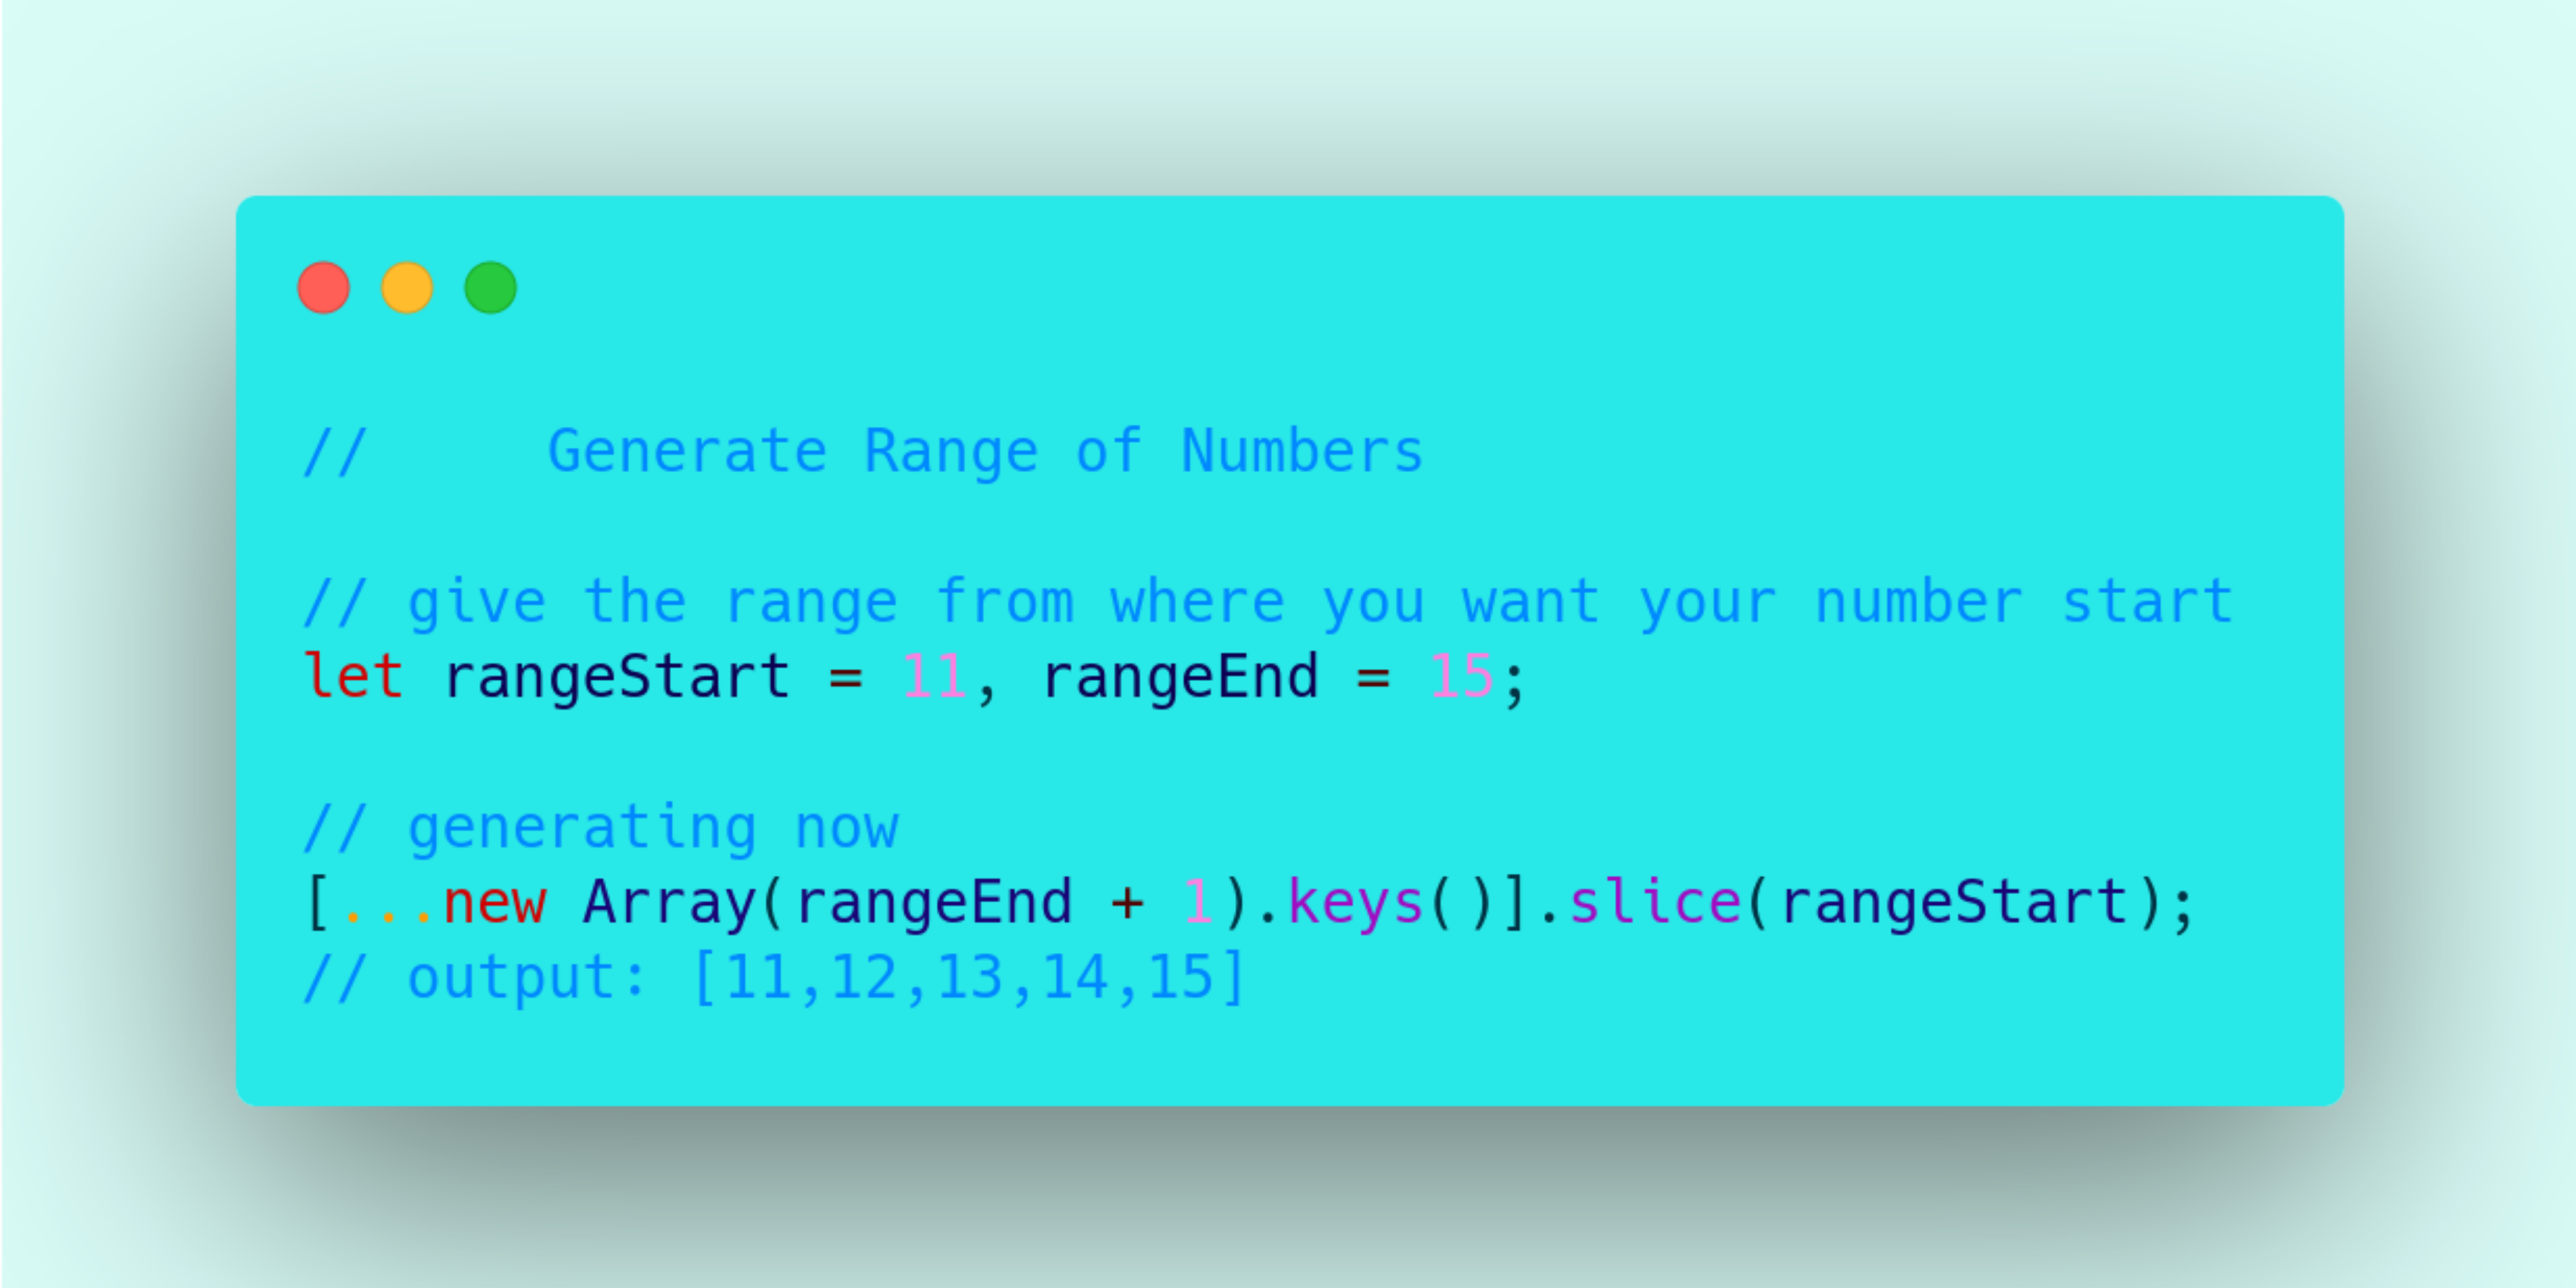 //     Generate Range of Numbers
// give the range from where you want your number start
let rangeStart = 11, rangeEnd = 15;
// generating now
[...new Array(rangeEnd + 1).keys()].slice(rangeStart);
// output: [11,12,13,14,15]